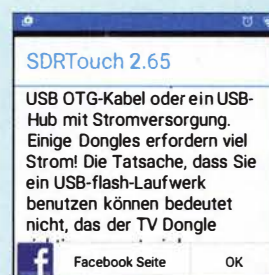 SDRTouch 2.65
USB OTG-Kabel oder ein USB-
Hub mit Stromversorgung.
Einige Dongles erfordern viel
Strom! Die Tatsache, dass Sie
ein USB-flash-Laufwerk
benutzen können bedeutet
nicht, das der TV Dongle
Facebook Seite
OK